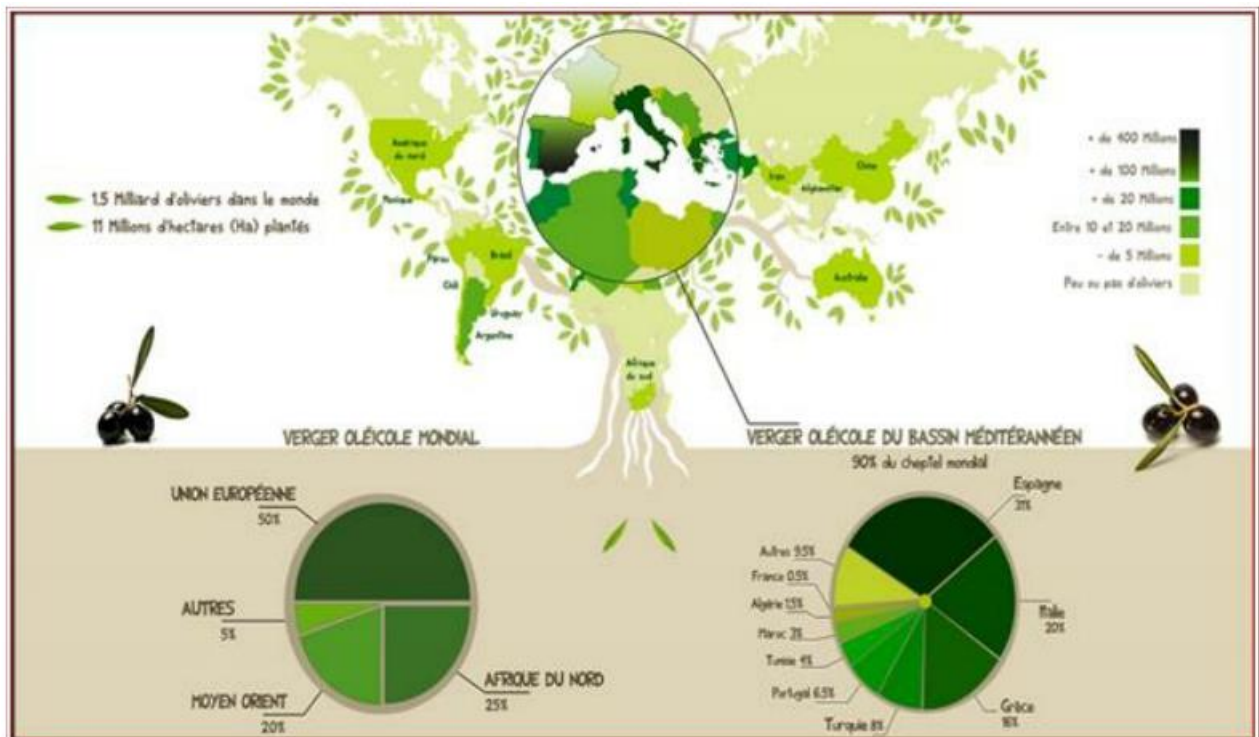 1.5 Milliard d'oliviers dans le monde
11 Millions d'hectares (Ha) plantés
Amérique
du nord
Mexique
Pérou
Brésil
Chili
Uruguay
Argentine
Afrique
du sud
Iran
Afghanistan
Chine
Australie
+ de 400 Millions
+ de 100 Millions
+ de 20 Millions
Entre 10 et 20 Millions
- de 5 Millions
Peu ou pas d'oliviers
VERGER OLÉICOLE MONDIAL
UNION EUROPÉENNE
50%
AUTRES
5%
MOYEN ORIENT
20%
AFRIQUE DU NORD
25%
VERGER OLÉICOLE DU BASSIN MÉDITÉRANNÉEN
90% du cheptel mondial
Espagne
31%
Autres 9.5%
France 0.5%
Algérie 1.5%
Maroc 3%
Tunisie 4%
Portugal 6.5%
Turquie 8%
Grèce
16%
Italie
20%